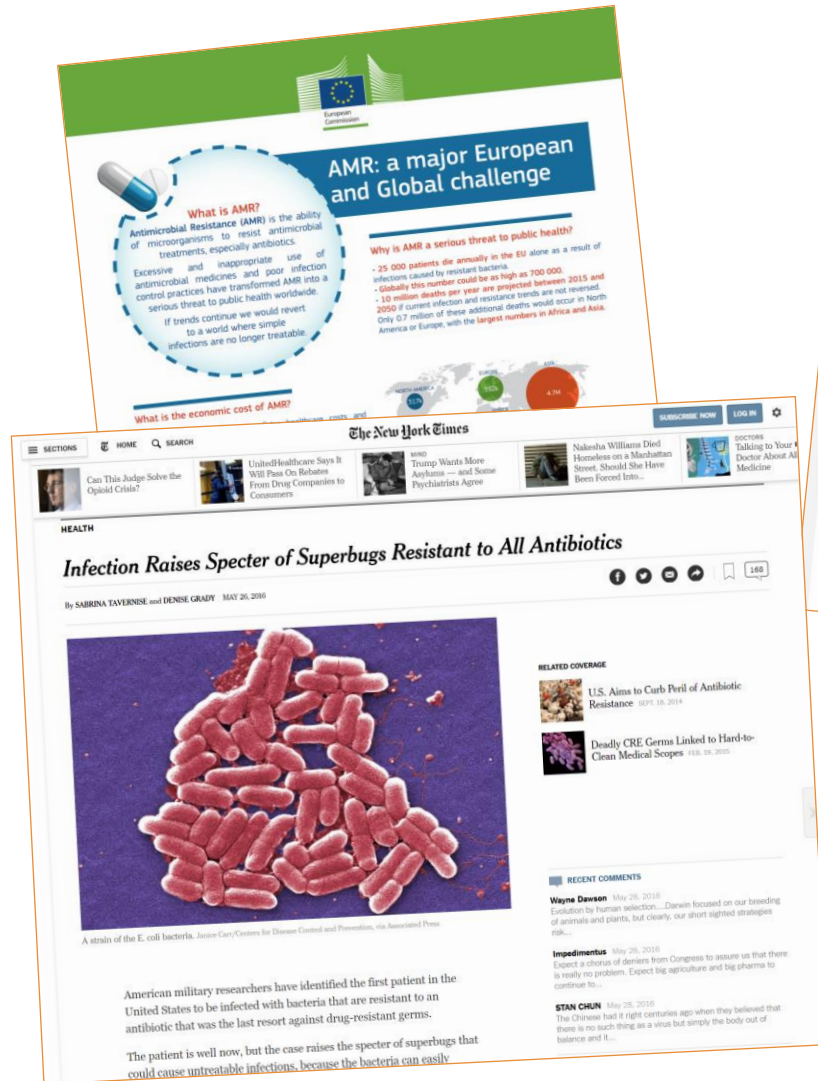 European
Commission
AMR: a major European
and Global challenge
What is AMR?
Antimicrobial Resistance (AMR) is the ability
of microorganisms to resist antimicrobial
treatments, especially antibiotics.
Excessive and inappropriate use of
antimicrobial medicines and poor infection
control practices have transformed AMR into a
serious threat to public health worldwide.
If trends continue we would revert
to a world where simple
infections are no longer treatable.
Why is AMR a serious threat to public health?
- 25 000 patients die annually in the EU alone as a result of
infections caused by resistant bacteria.
- Globally this number could be as high as 700 000.
- 10 million deaths per year are projected between 2015 and
2050 if current infection and resistance trends are not reversed.
Only 0.7 million of these additional deaths would occur in North
America or Europe, with the largest numbers in Africa and Asia.
NORTH AMERICA
EUROPE
ASIA
4.7M
What is the economic cost of AMR?
healthcare costs and
SECTIONS
HOME
SEARCH
The New York Times
SUBSCRIBE NOW
LOG IN
Can This Judge Solve the
Opioid Crisis?
UnitedHealthcare Says It
Will Pass On Rebates
From Drug Companies to
Consumers
MIND
Trump Wants More
Asylums — and Some
Psychiatrists Agree
Nakesha Williams Died
Homeless on a Manhattan
Street. Should She Have
Been Forced Into...
DOCTORS
Talking to Your
Doctor About Al
Medicine
HEALTH
Infection Raises Specter of Superbugs Resistant to All Antibiotics
By SABRINA TAVERNISE and DENISE GRADY MAY 26, 2016
168
A strain of the E. coli bacteria. Janice Carr/Centers for Disease Control and Prevention, via Associated Press
RELATED COVERAGE
U.S. Aims to Curb Peril of Antibiotic
Resistance SEPT. 18, 2014
Deadly CRE Germs Linked to Hard-to-
Clean Medical Scopes FEB. 19, 2015
RECENT COMMENTS
Wayne Dawson May 28, 2016
Evolution by human selection....Darwin focused on our breeding
of animals and plants, but clearly, our short sighted strategies
risk...
Impedimentus May 28, 2016
Expect a chorus of deniers from Congress to assure us that there
is really no problem. Expect big agriculture and big pharma to
continue to...
STAN CHUN May 28, 2016
The Chinese had it right centuries ago when they believed that
there is no such thing as a virus but simply the body out of
balance and it...
American military researchers have identified the first patient in the
United States to be infected with bacteria that are resistant to an
antibiotic that was the last resort against drug-resistant germs.
The patient is well now, but the case raises the specter of superbugs that
could cause untreatable infections, because the bacteria can easily